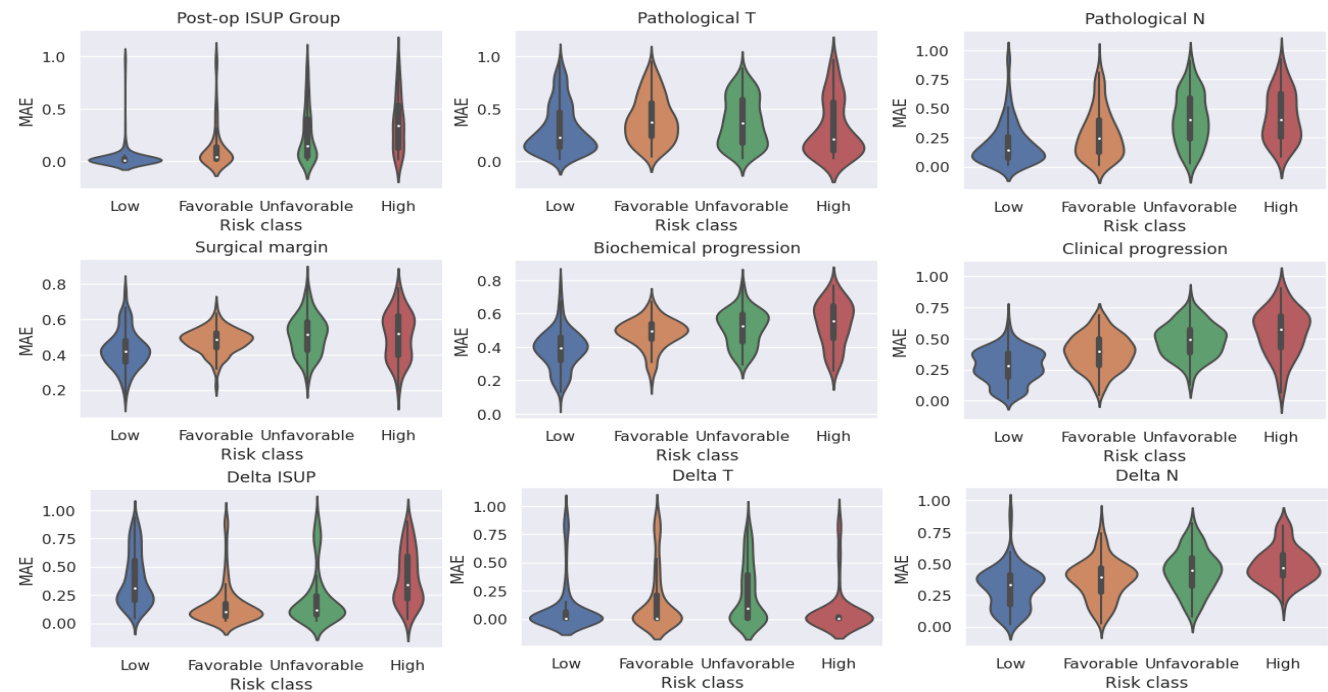 Post-op ISUP Group
MAE
1.0
0.5
0.0
Low Favorable Unfavorable High
Risk class
Pathological T
MAE
1.0
0.5
0.0
Low Favorable Unfavorable High
Risk class
Pathological N
MAE
1.00
0.75
0.50
0.25
0.00
Low Favorable Unfavorable High
Risk class
Surgical margin
MAE
0.8
0.6
0.4
0.2
Low Favorable Unfavorable High
Risk class
Biochemical progression
MAE
0.8
0.6
0.4
0.2
0.0
Low Favorable Unfavorable High
Risk class
Clinical progression
MAE
1.00
0.75
0.50
0.25
0.00
Low Favorable Unfavorable High
Risk class
Delta ISUP
MAE
1.00
0.75
0.50
0.25
0.00
Low Favorable Unfavorable High
Risk class
Delta T
MAE
1.00
0.75
0.50
0.25
0.00
Low Favorable Unfavorable High
Risk class
Delta N
MAE
1.00
0.75
0.50
0.25
0.00
Low Favorable Unfavorable High
Risk class